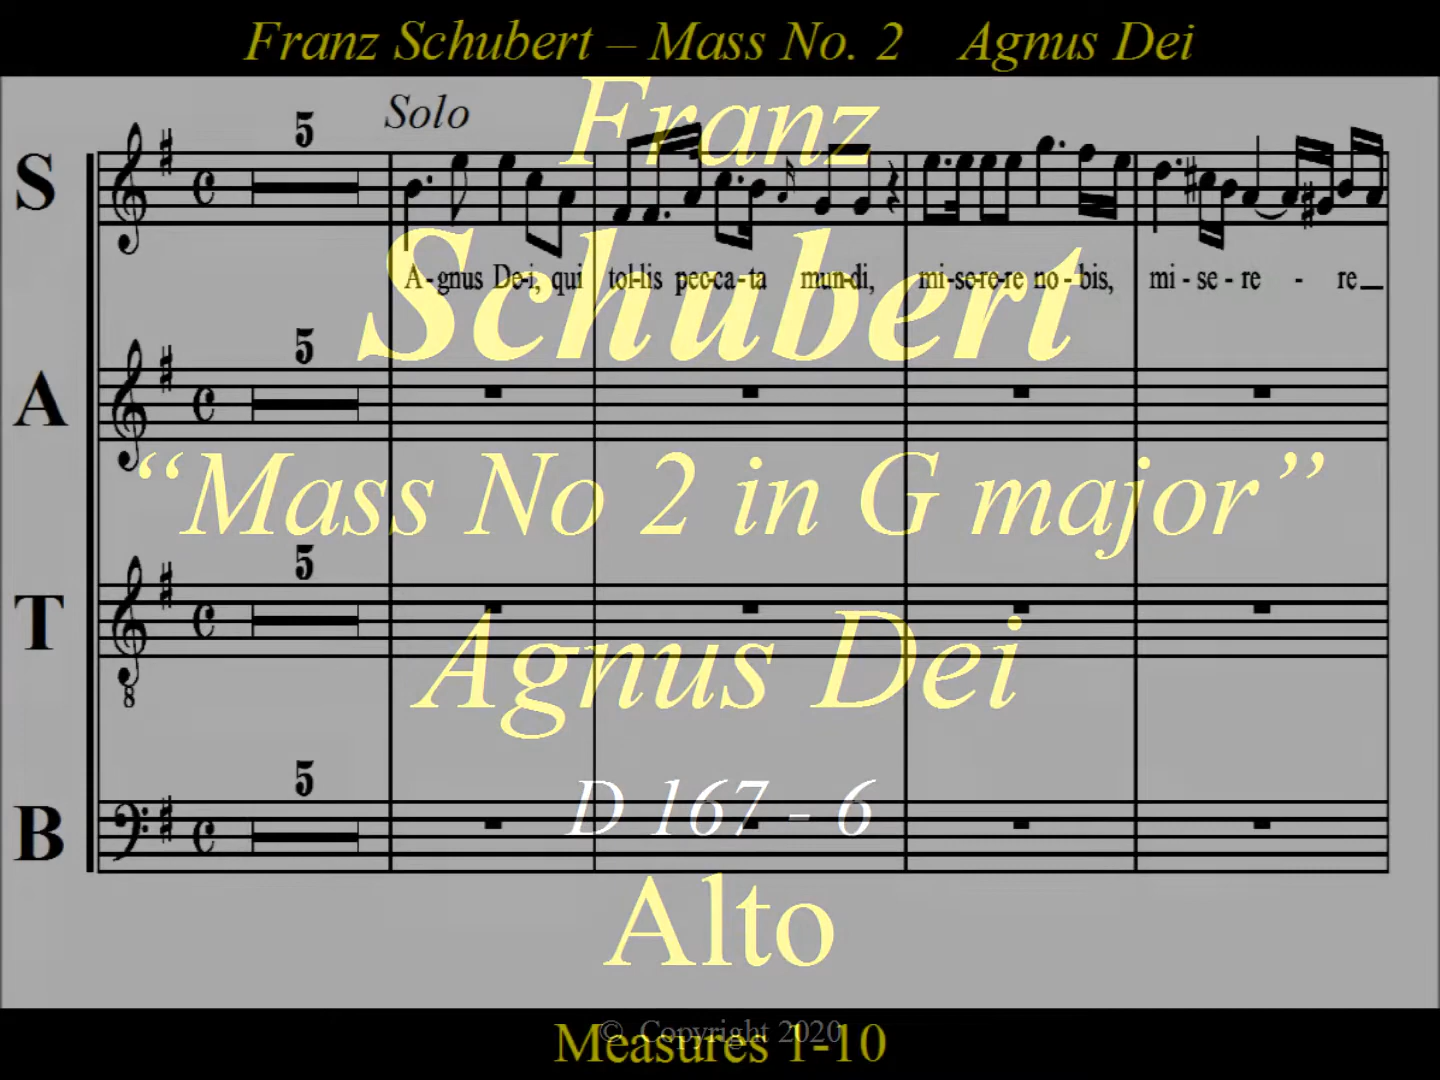 Franz Schubert – Mass No. 2 Agnus Dei
Franz
5
Solo
S
A-gnus De-i, qui tol-lis pec-ca-ta mun-di, mi-se-re-re no-bis, mi-se-re - re
Schubert
5
A
“Mass No 2 in G major”
5
T
Agnus Dei
8
5
D 167 - 6
B
Alto
© Copyright 2020
Measures 1-10